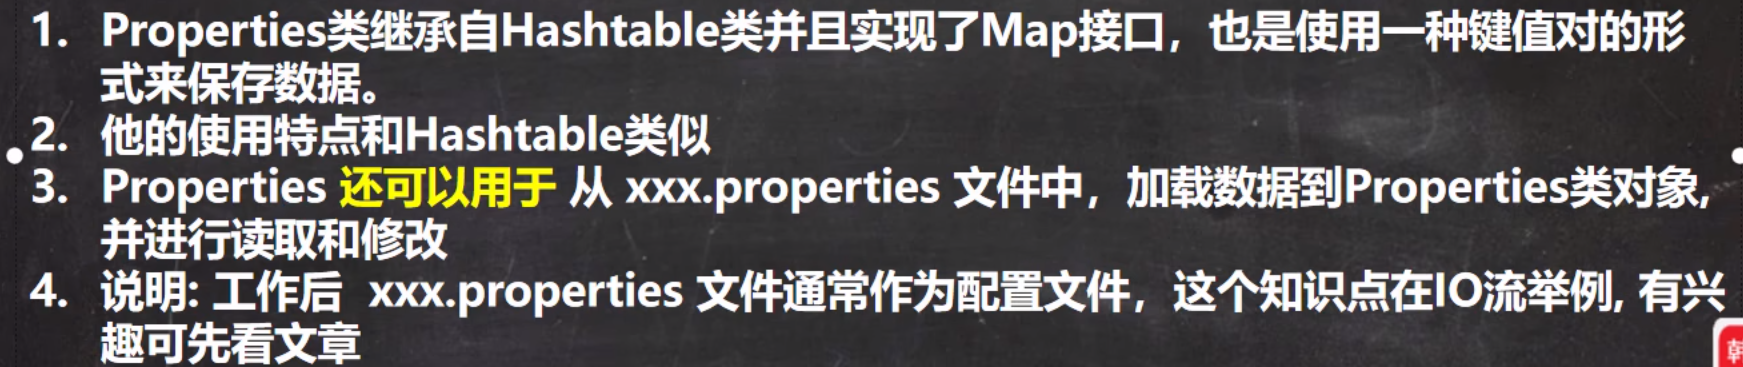 1. Properties类继承自Hashtable类并且实现了Map接口，也是使用一种键值对的形
式来保存数据。
2. 他的使用特点和Hashtable类似
3. Properties 还可以用于 从 xxx.properties 文件中，加载数据到Properties类对象,
并进行读取和修改
4. 说明: 工作后 xxx.properties 文件通常作为配置文件，这个知识点在IO流举例, 有兴
趣可先看文章